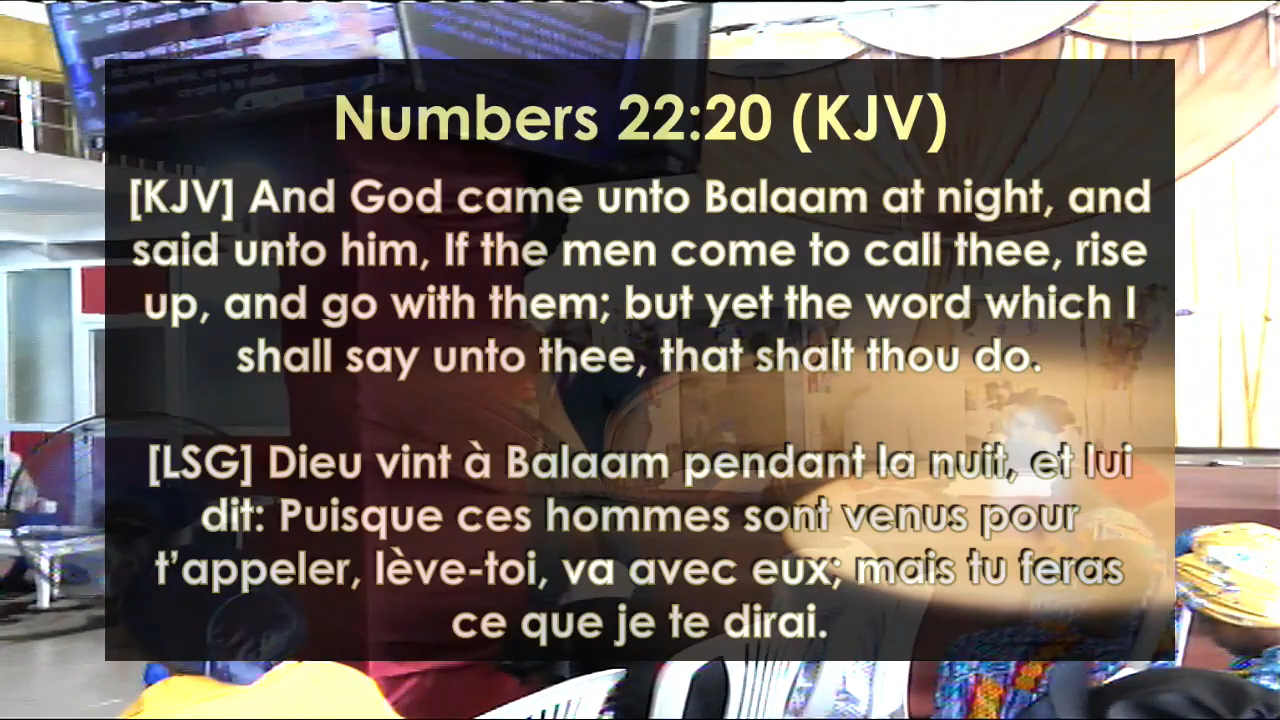 Numbers 22:20 (KJV)
[KJV] And God came unto Balaam at night, and
said unto him, If the men come to call thee, rise
up, and go with them; but yet the word which I
shall say unto thee, that shalt thou do.
[LSG] Dieu vint à Balaam pendant la nuit, et lui
dit: Puisque ces hommes sont venus pour
t’appeler, lève-toi, va avec eux; mais tu feras
ce que je te dirai.